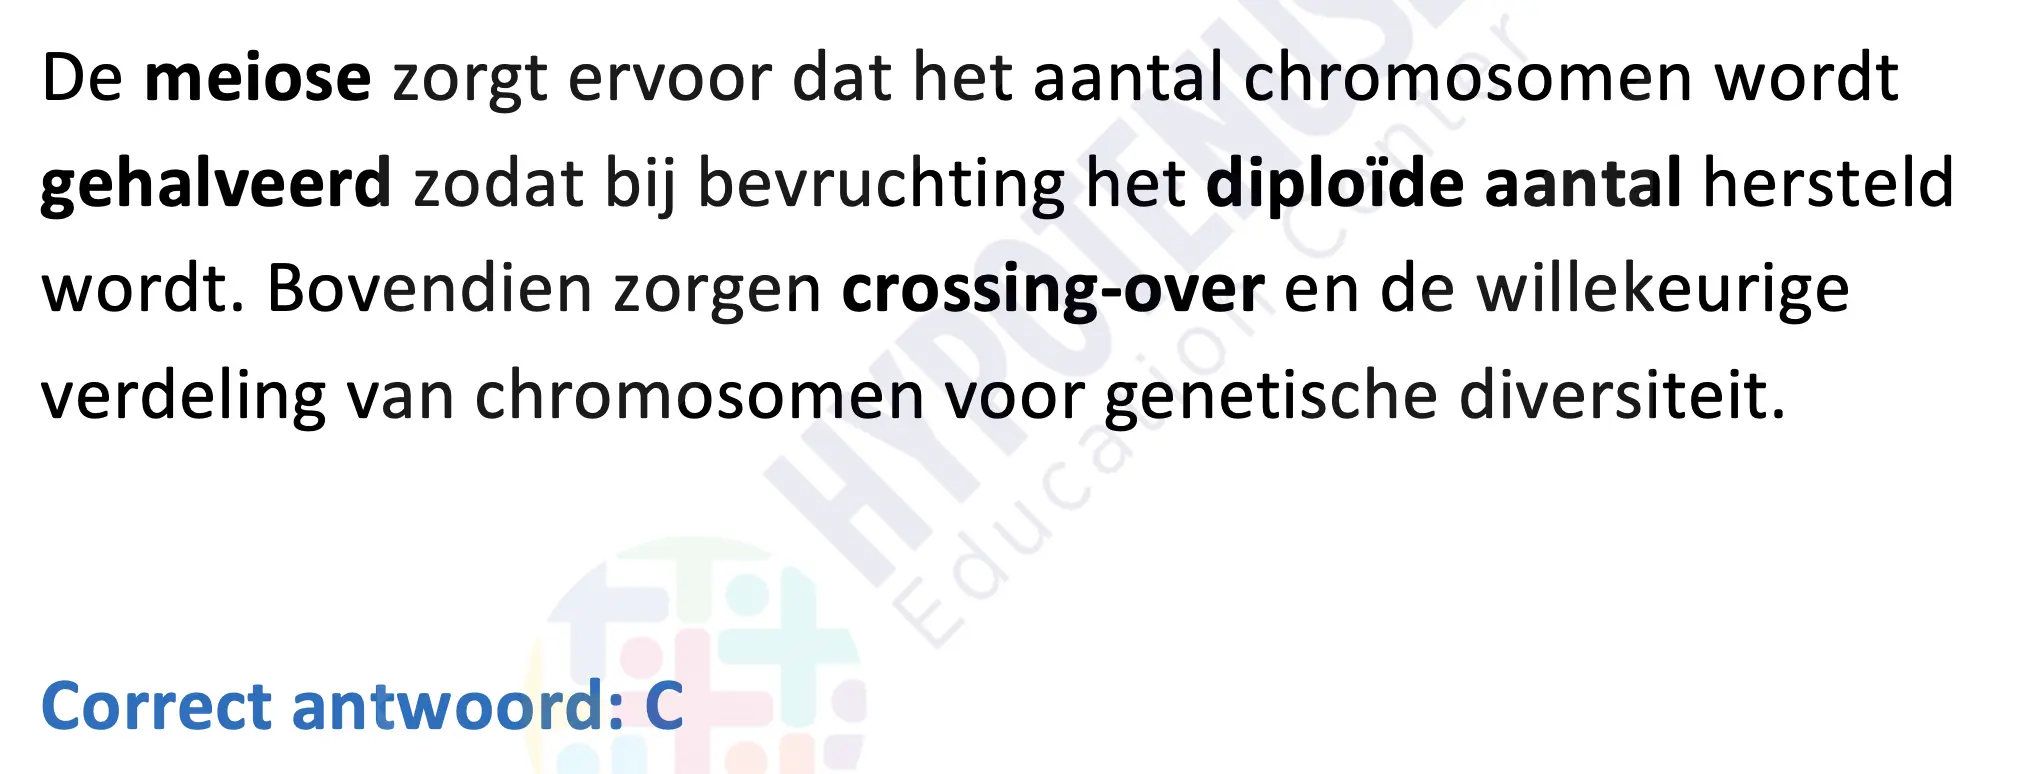 De meiose zorgt ervoor dat het aantal chromosomen wordt
gehalveerd zodat bij bevruchting het diploïde aantal hersteld
wordt. Bovendien zorgen crossing-over en de willekeurige
verdeling van chromosomen voor genetische diversiteit.
HYPOTENUSE
Education Center
Correct antwoord: C